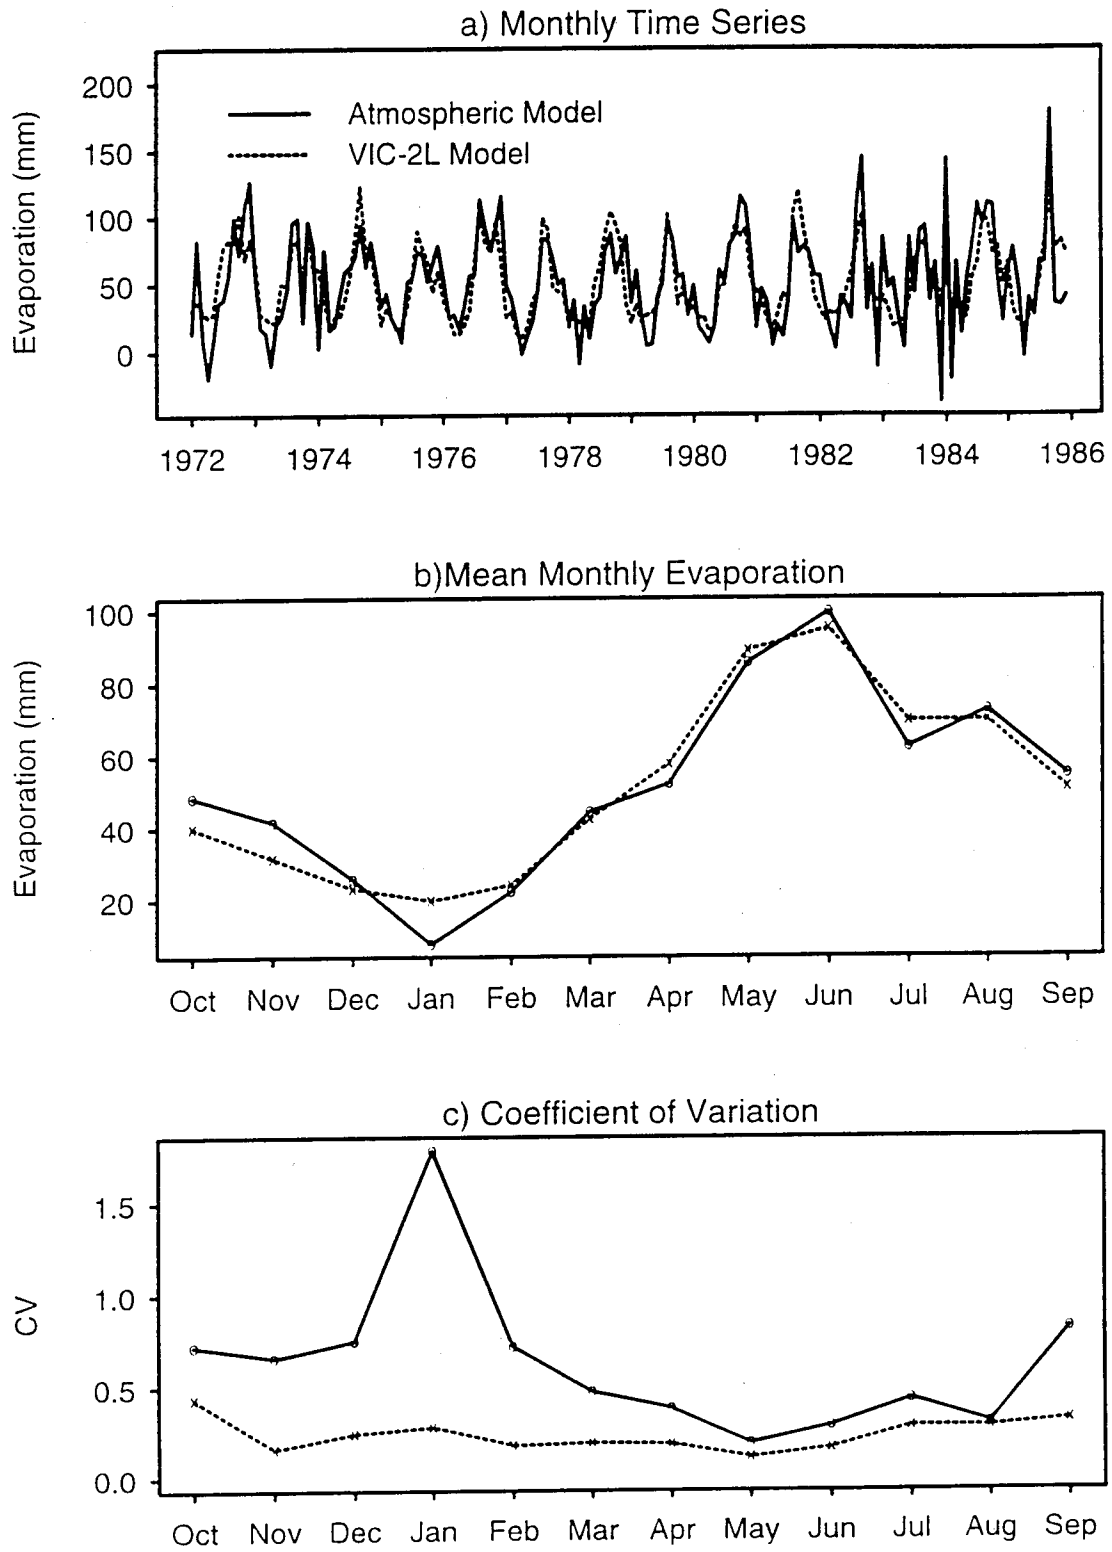 a) Monthly Time Series
Evaporation (mm)
200
150
100
50
0
Atmospheric Model
VIC-2L Model
1972 1974 1976 1978 1980 1982 1984 1986
b)Mean Monthly Evaporation
Evaporation (mm)
100
80
60
40
20
Oct Nov Dec Jan Feb Mar Apr May Jun Jul Aug Sep
c) Coefficient of Variation
CV
1.5
1.0
0.5
0.0
Oct Nov Dec Jan Feb Mar Apr May Jun Jul Aug Sep